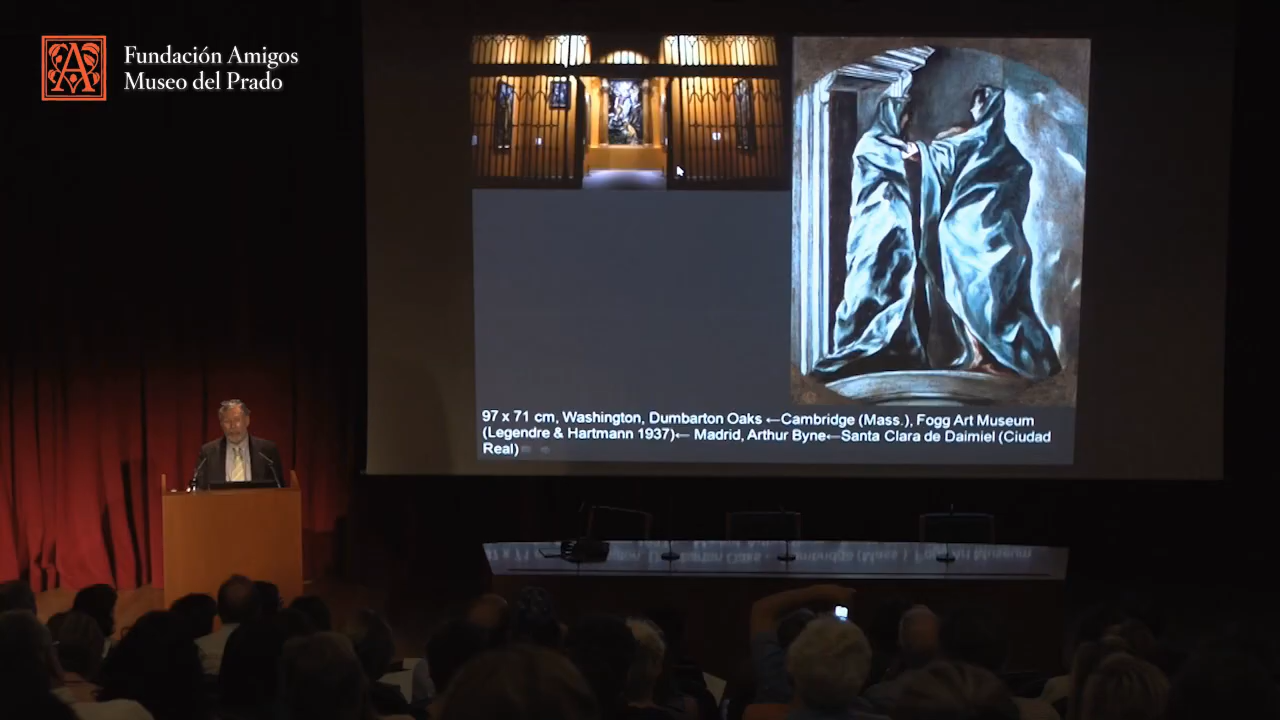 Fundación Amigos
Museo del Prado
97 x 71 cm, Washington, Dumbarton Oaks ←Cambridge (Mass.), Fogg Art Museum
(Legendre & Hartmann 1937)← Madrid, Arthur Byne←Santa Clara de Daimiel (Ciudad
Real)